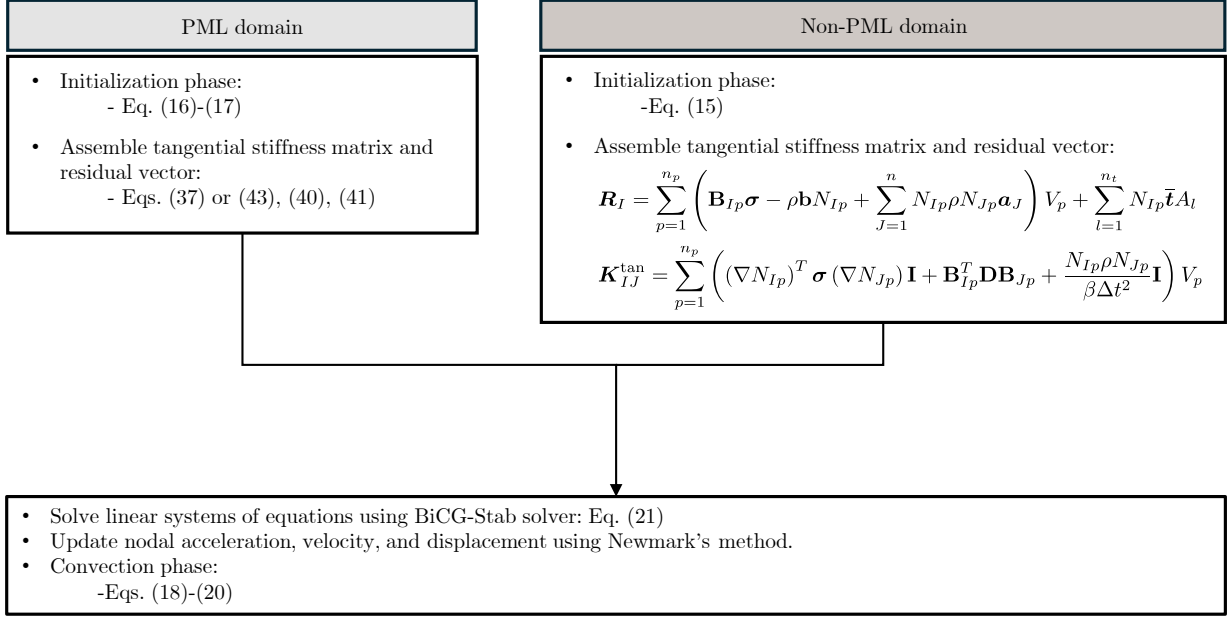 PML domain
• Initialization phase:
- Eq. (16)-(17)
• Assemble tangential stiffness matrix and
residual vector:
- Eqs. (37) or (43), (40), (41)
Non-PML domain
• Initialization phase:
-Eq. (15)
• Assemble tangential stiffness matrix and residual vector:
$\boldsymbol{R}_I = \sum_{p=1}^{n_p} \left( \mathbf{B}_{Ip} \boldsymbol{\sigma} - \rho \mathbf{b} N_{Ip} + \sum_{J=1}^{n} N_{Ip} \rho N_{Jp} \boldsymbol{a}_J \right) V_p + \sum_{l=1}^{n_t} N_{Ip} \overline{\boldsymbol{t}} A_l$
$\boldsymbol{K}_{IJ}^{\text{tan}} = \sum_{p=1}^{n_p} \left( (\nabla N_{Ip})^T \boldsymbol{\sigma} (\nabla N_{Jp}) \mathbf{I} + \mathbf{B}_{Ip}^T \mathbf{D} \mathbf{B}_{Jp} + \frac{N_{Ip} \rho N_{Jp}}{\beta \Delta t^2} \mathbf{I} \right) V_p$
• Solve linear systems of equations using BiCG-Stab solver: Eq. (21)
• Update nodal acceleration, velocity, and displacement using Newmark's method.
• Convection phase:
-Eqs. (18)-(20)